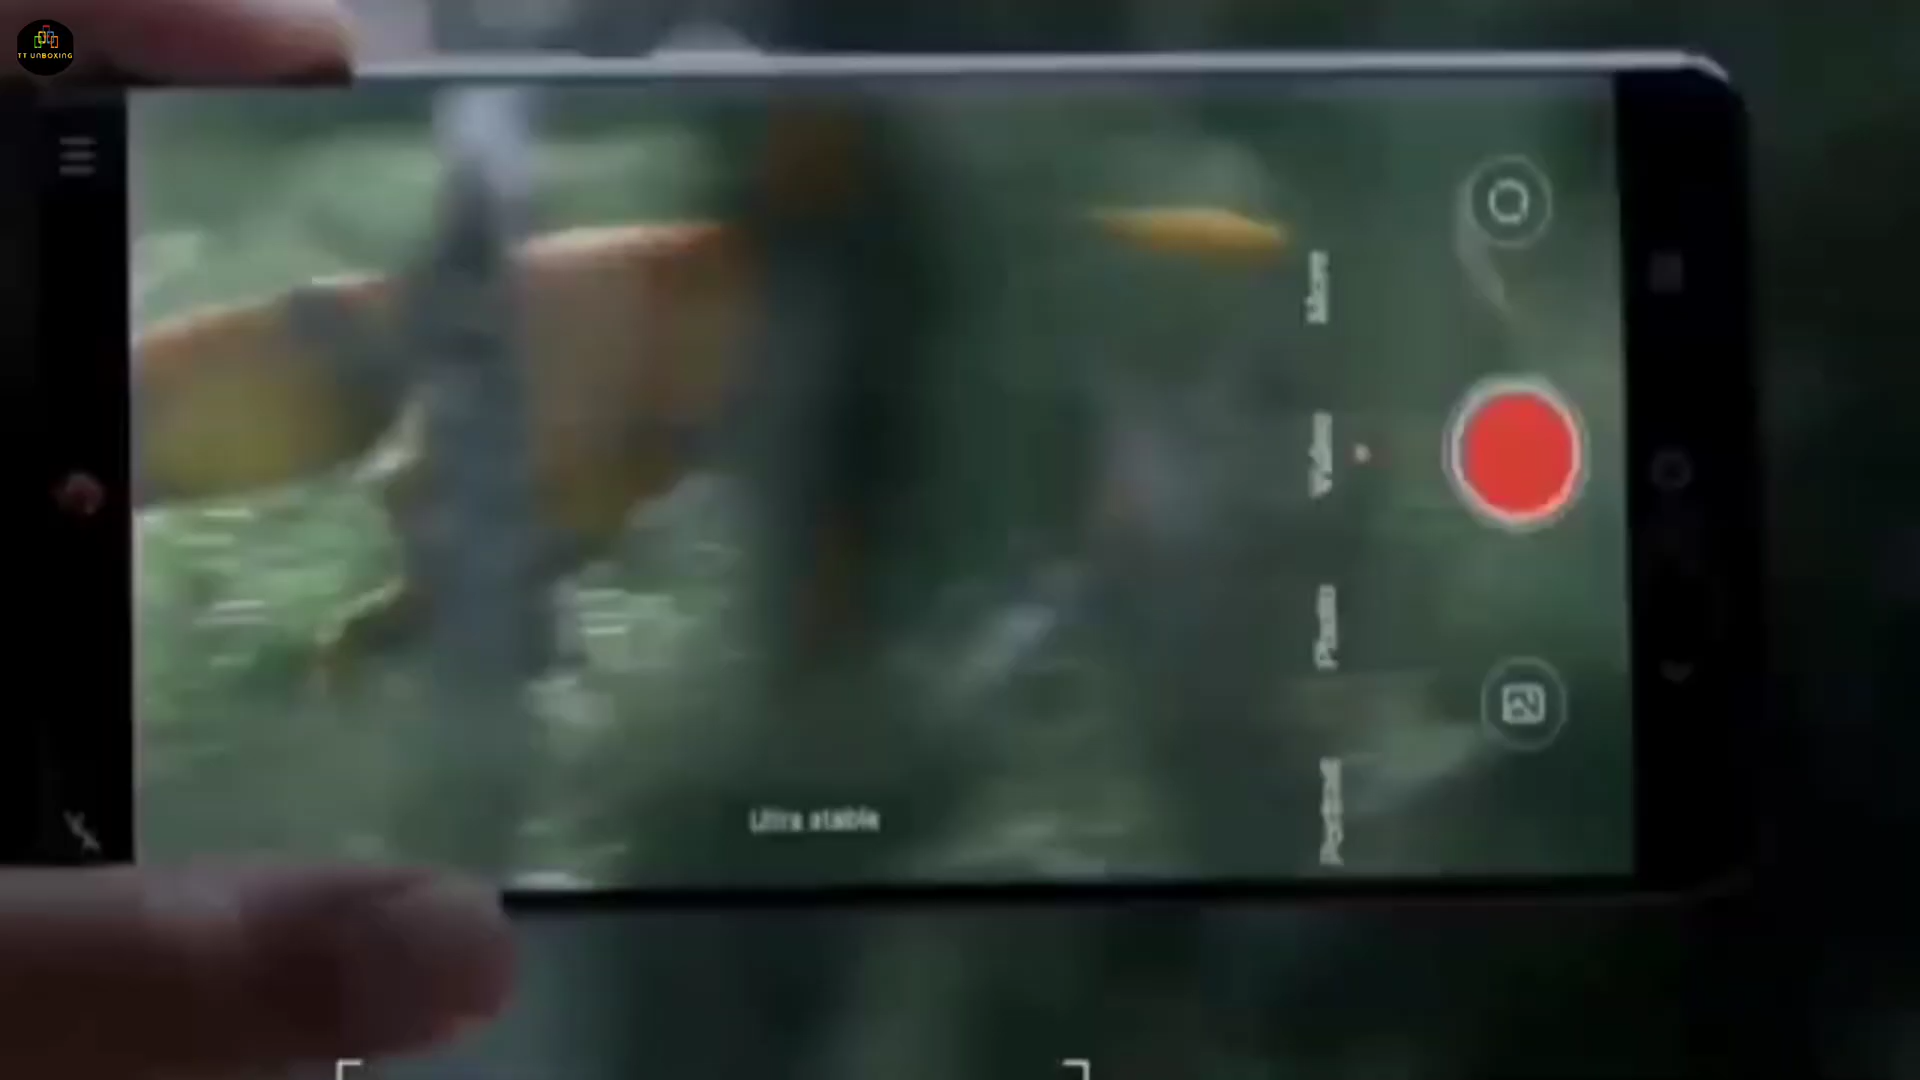 TT UNBOXING
More
Video
Photo
Portrait
Ultra stable